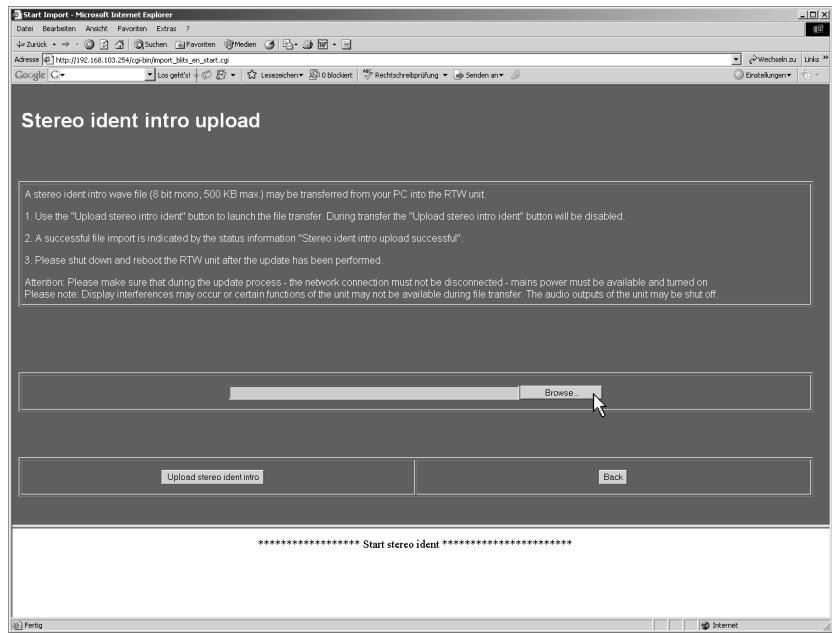 Start Import - Microsoft Internet Explorer
Datei Bearbeiten Ansicht Favoriten Extras ?
Zurück Suchen Favoriten Medien
Adresse http://192.168.103.254/cgi-bin/import_blits_en_start.cgi Wechseln zu Links »
Google G Los geht's! Lesezeichen 0 blockiert Rechtschreibprüfung Senden an Einstellungen
Stereo ident intro upload
A stereo ident intro wave file (8 bit mono, 500 KB max.) may be transferred from your PC into the RTW unit.
1. Use the "Upload stereo intro ident" button to launch the file transfer. During transfer the "Upload stereo intro ident" button will be disabled.
2. A successful file import is indicated by the status information "Stereo ident intro upload successful".
3. Please shut down and reboot the RTW unit after the update has been performed.
Attention: Please make sure that during the update process - the network connection must not be disconnected - mains power must be available and turned on
Please note: Display interferences may occur or certain functions of the unit may not be available during file transfer. The audio outputs of the unit may be shut off.
Browse...
Upload stereo ident intro Back
****************** Start stereo ident ***********************
Fertig Internet